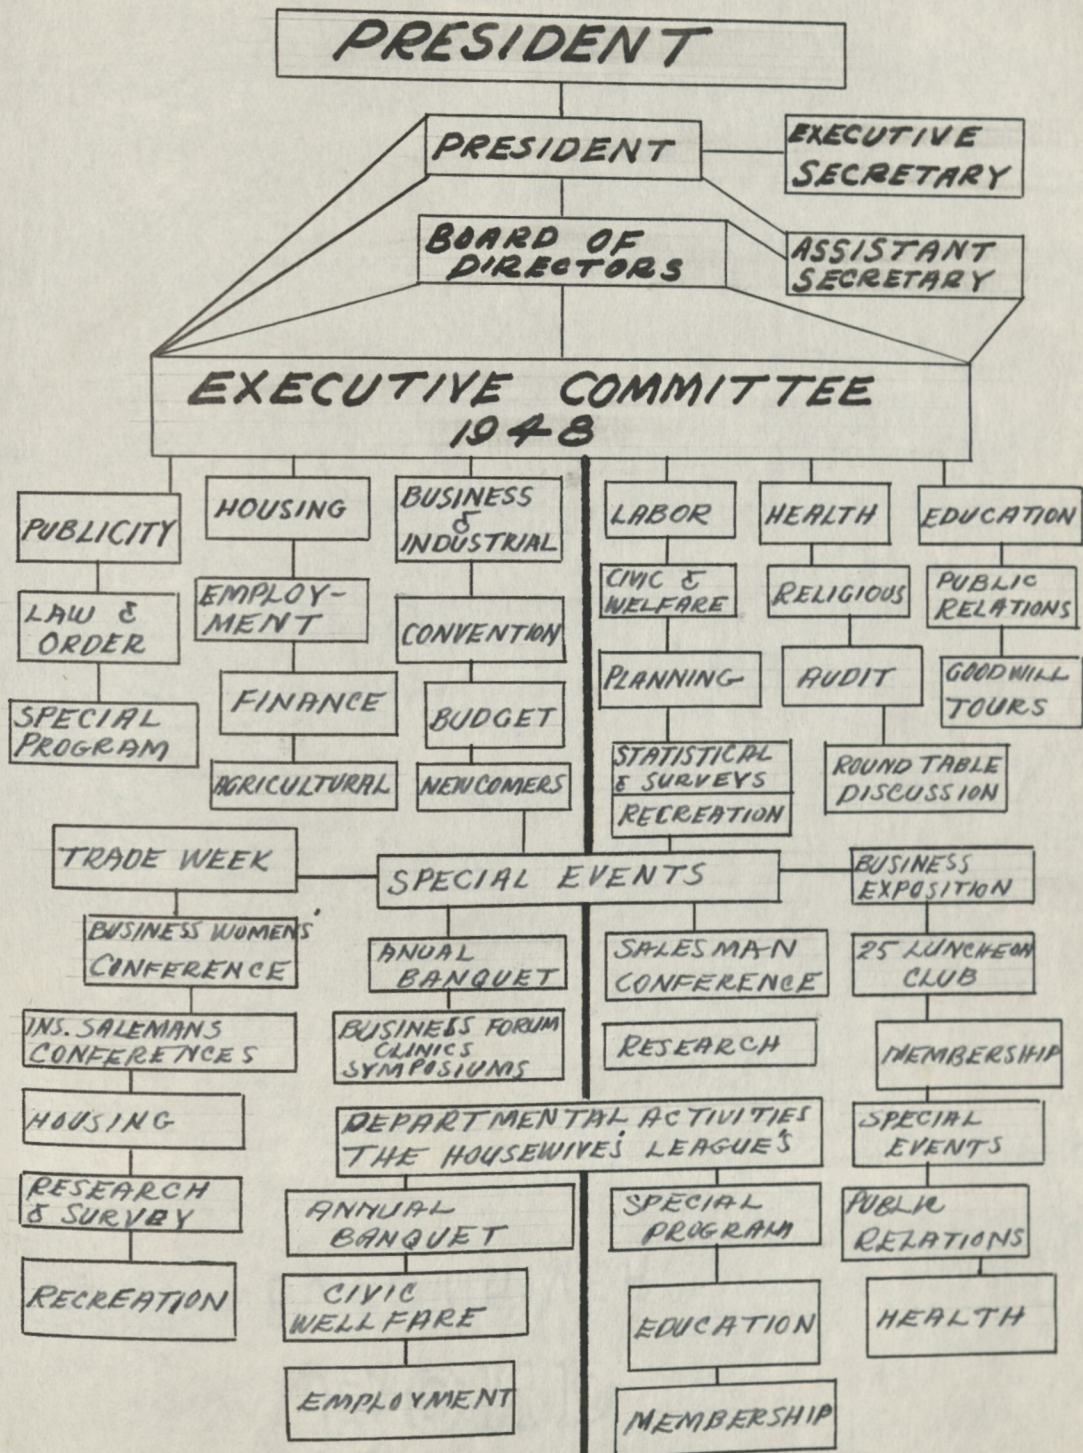 PRESIDENT
PRESIDENT
EXECUTIVE
SECRETARY
BOARD OF
DIRECTORS
ASSISTANT
SECRETARY
EXECUTIVE COMMITTEE
1948
PUBLICITY
HOUSING
BUSINESS
&
INDUSTRIAL
LABOR
HEALTH
EDUCATION
LAW &
ORDER
EMPLOY-
MENT
CONVENTION
CIVIC &
WELFARE
RELIGIOUS
PUBLIC
RELATIONS
SPECIAL
PROGRAM
FINANCE
BUDGET
PLANNING
AUDIT
GOODWILL
TOURS
AGRICULTURAL
NEWCOMERS
STATISTICAL
& SURVEYS
RECREATION
ROUND TABLE
DISCUSSION
TRADE WEEK
SPECIAL EVENTS
BUSINESS
EXPOSITION
BUSINESS WOMENS'
CONFERENCE
ANUAL
BANQUET
SALESMAN
CONFERENCE
25 LUNCHEON
CLUB
INS. SALEMANS
CONFERENCES
BUSINESS FORUM
CLINICS
SYMPOSIUMS
RESEARCH
MEMBERSHIP
HOUSING
DEPARTMENTAL ACTIVITIES
THE HOUSEWIVE'S LEAGUE'S
SPECIAL
EVENTS
RESEARCH
& SURVEY
ANNUAL
BANQUET
SPECIAL
PROGRAM
PUBLIC
RELATIONS
RECREATION
CIVIC
WELLFARE
EDUCATION
HEALTH
EMPLOYMENT
MEMBERSHIP